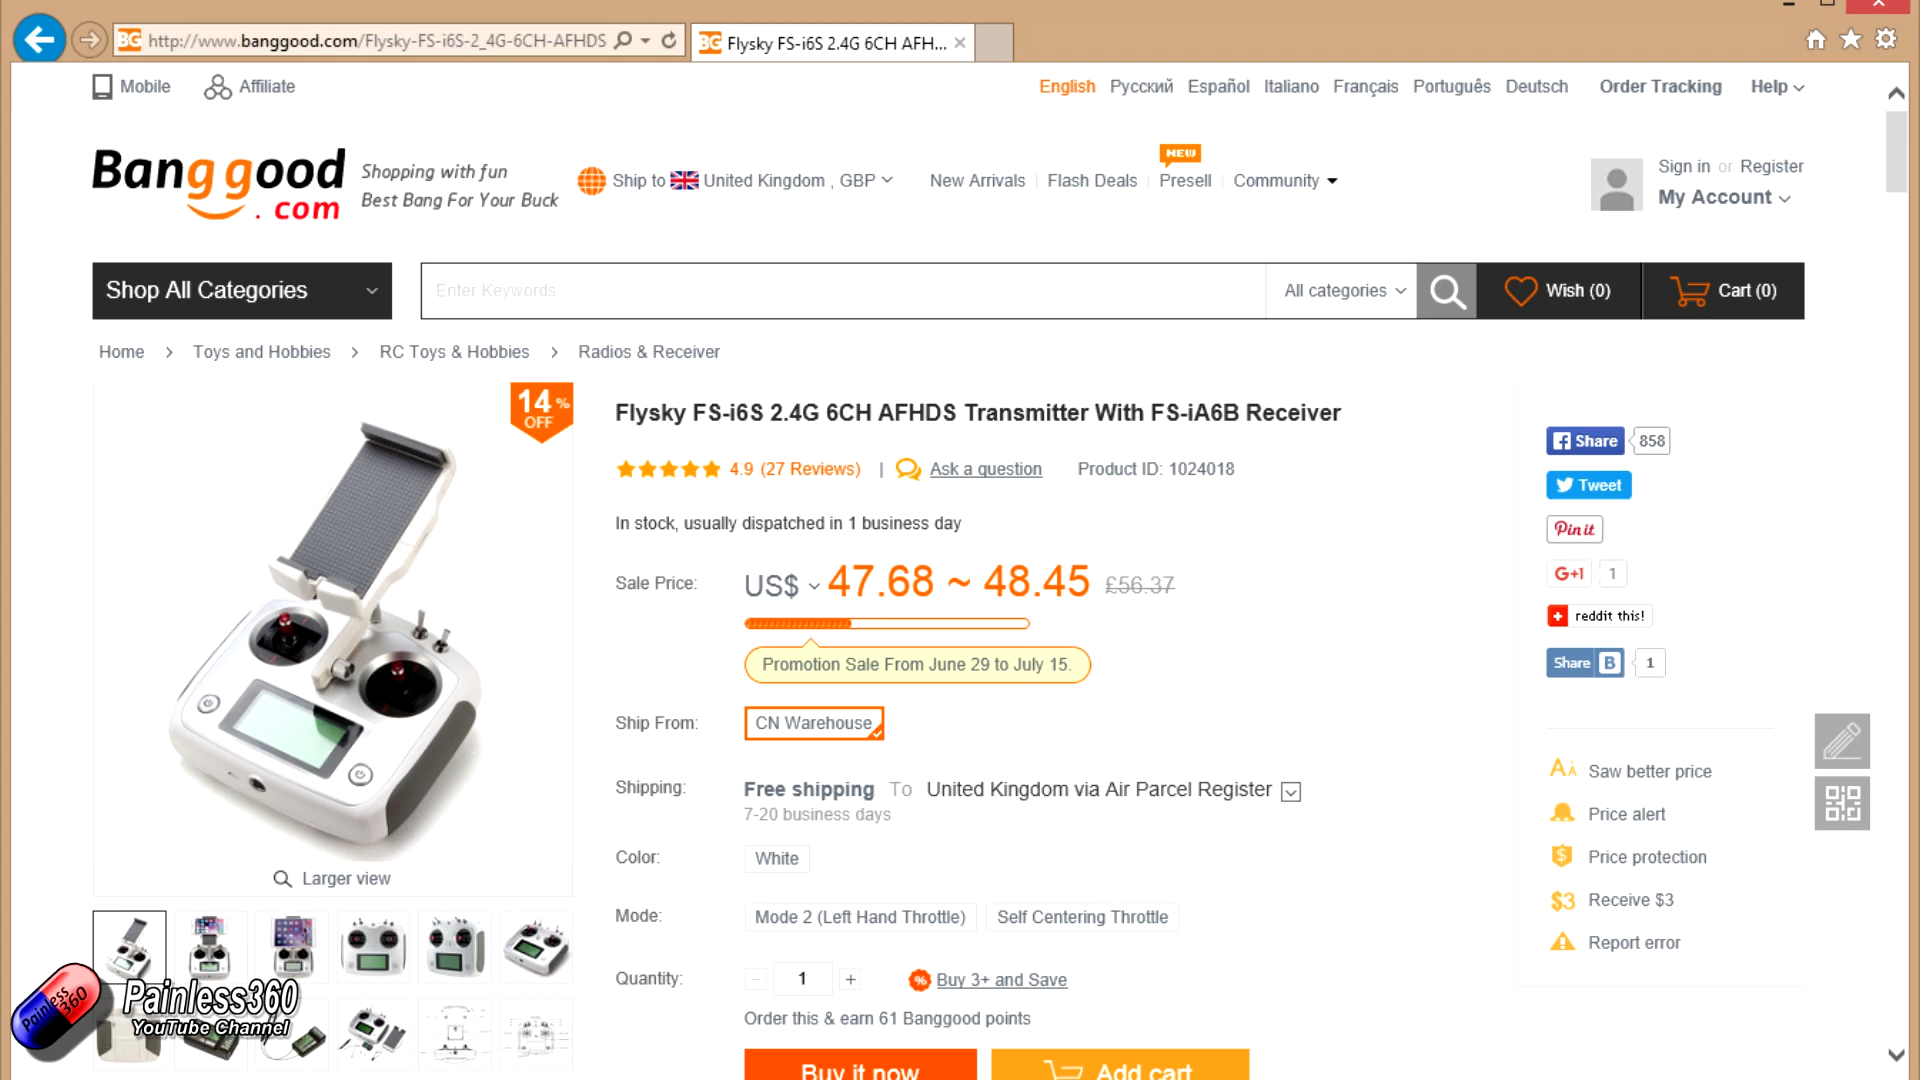 http://www.banggood.com/Flysky-FS-i6S-2_4G-6CH-AFHDS
Flysky FS-i6S 2.4G 6CH AFH...
Mobile
Affiliate
English Русский Español Italiano Français Português Deutsch Order Tracking Help
Banggood.com
Shopping with fun
Best Bang For Your Buck
Ship to United Kingdom , GBP
New Arrivals
Flash Deals
NEW
Presell
Community
Sign in or Register
My Account
Shop All Categories
Enter Keywords
All categories
Wish (0)
Cart (0)
Home > Toys and Hobbies > RC Toys & Hobbies > Radios & Receiver
14% OFF
Flysky FS-i6S 2.4G 6CH AFHDS Transmitter With FS-iA6B Receiver
4.9 (27 Reviews) | Ask a question Product ID: 1024018
In stock, usually dispatched in 1 business day
Sale Price: US$ 47.68 ~ 48.45 £56.37
Promotion Sale From June 29 to July 15.
Ship From: CN Warehouse
Shipping: Free shipping To United Kingdom via Air Parcel Register
7-20 business days
Color: White
Mode: Mode 2 (Left Hand Throttle) Self Centering Throttle
Quantity: - 1 + Buy 3+ and Save
Order this & earn 61 Banggood points
Buy it now
Add cart
Larger view
Share 858
Tweet
Pin it
G+1 1
reddit this!
Share B 1
Saw better price
Price alert
Price protection
$3 Receive $3
Report error
Painless360
Painless360
YouTube Channel